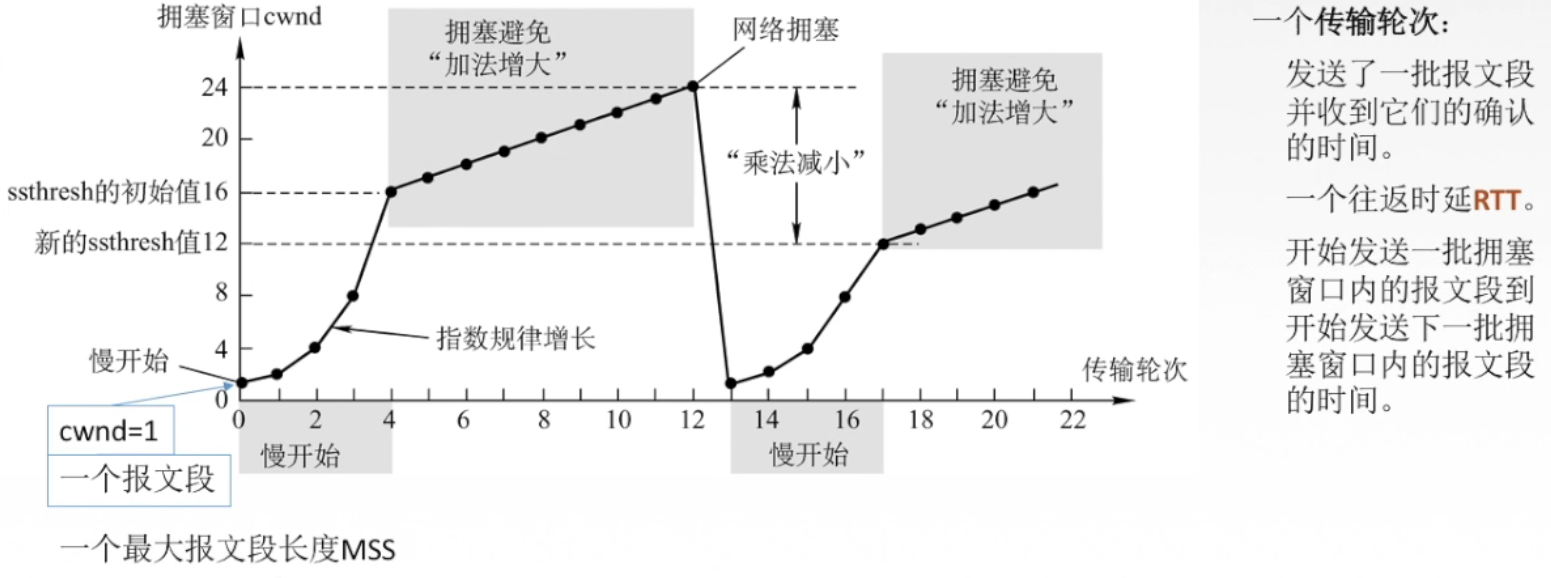 拥塞窗口cwnd
拥塞避免
“加法增大”
网络拥塞
拥塞避免
“加法增大”
“乘法减小”
24
20
ssthresh的初始值16
新的ssthresh值12
8
4
0
慢开始
指数规律增长
传输轮次
0 2 4 6 8 10 12 14 16 18 20 22
cwnd=1
一个报文段
慢开始
慢开始
一个最大报文段长度MSS
一个传输轮次：
发送了一批报文段
并收到它们的确认
的时间。
一个往返时延RTT。
开始发送一批拥塞
窗口内的报文段到
开始发送下一批拥
塞窗口内的报文段
的时间。